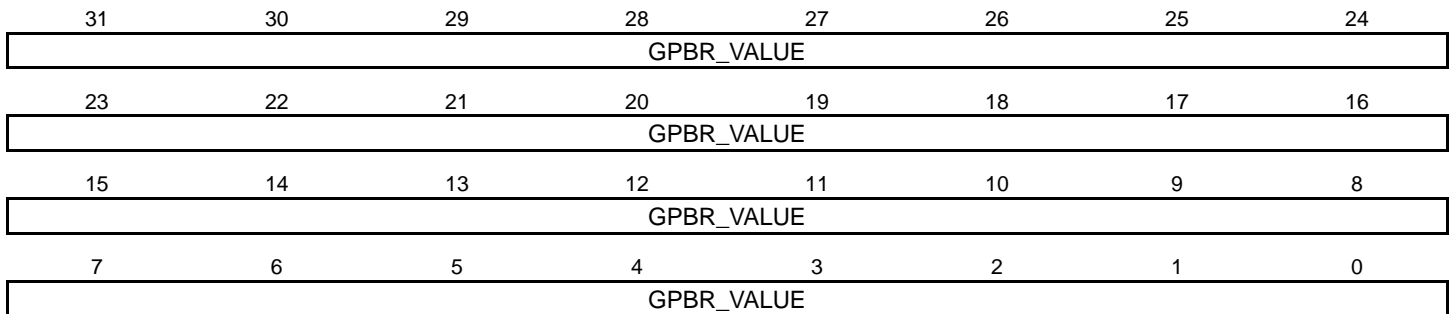 31 30 29 28 27 26 25 24
GPBR_VALUE
23 22 21 20 19 18 17 16
GPBR_VALUE
15 14 13 12 11 10 9 8
GPBR_VALUE
7 6 5 4 3 2 1 0
GPBR_VALUE